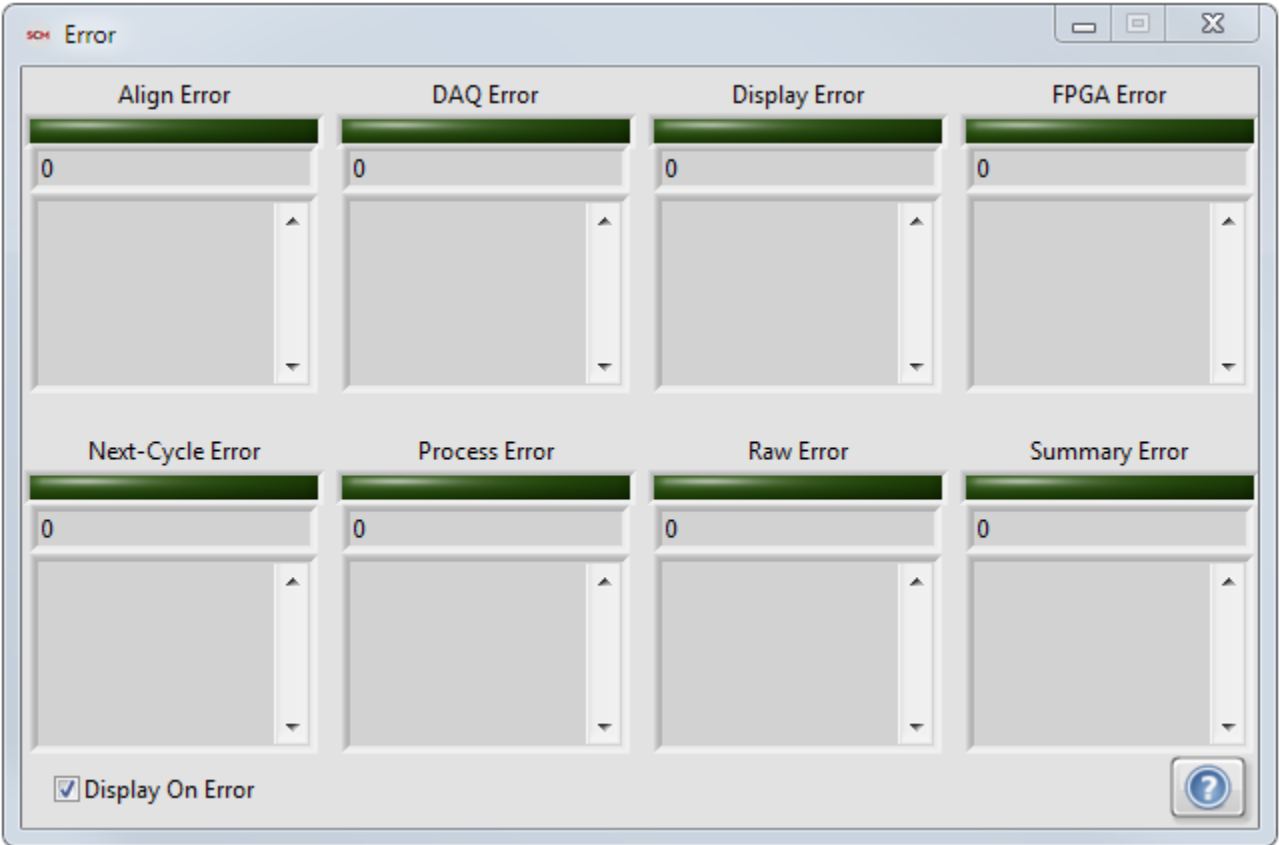 SCM Error
Align Error DAQ Error Display Error FPGA Error
0 0 0 0
Next-Cycle Error Process Error Raw Error Summary Error
0 0 0 0
Display On Error ?